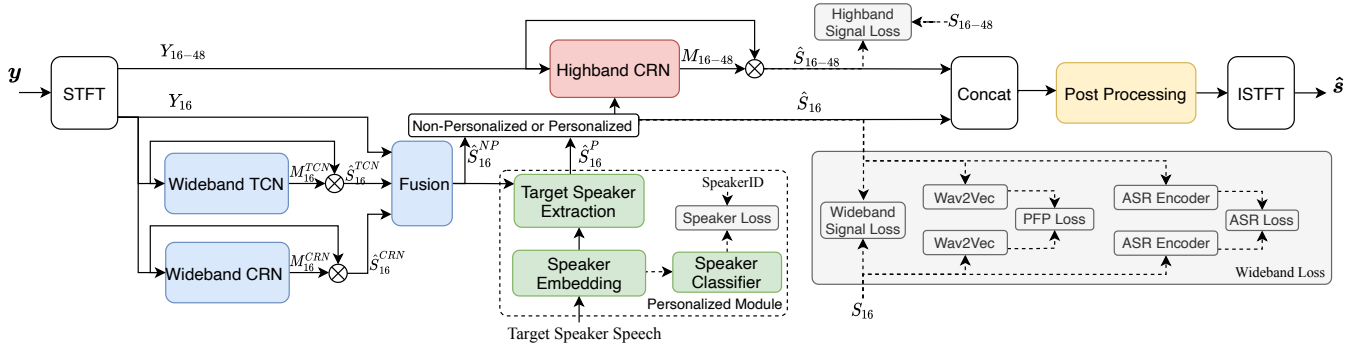 y
STFT
Y_{16-48}
Y_{16}
Wideband TCN
M_{16}^{TCN}
Ŝ_{16}^{TCN}
Wideband CRN
M_{16}^{CRN}
Ŝ_{16}^{CRN}
Fusion
Ŝ_{16}^{NP}
Non-Personalized or Personalized
Ŝ_{16}^{P}
Highband CRN
M_{16-48}
Ŝ_{16-48}
Highband
Signal Loss
S_{16-48}
Ŝ_{16}
Concat
Post Processing
ISTFT
ŝ
Target Speaker
Extraction
SpeakerID
Speaker Loss
Speaker
Embedding
Speaker
Classifier
Personalized Module
Target Speaker Speech
Wideband
Signal Loss
Wav2Vec
PFP Loss
Wav2Vec
ASR Encoder
ASR Loss
ASR Encoder
Wideband Loss
S_{16}